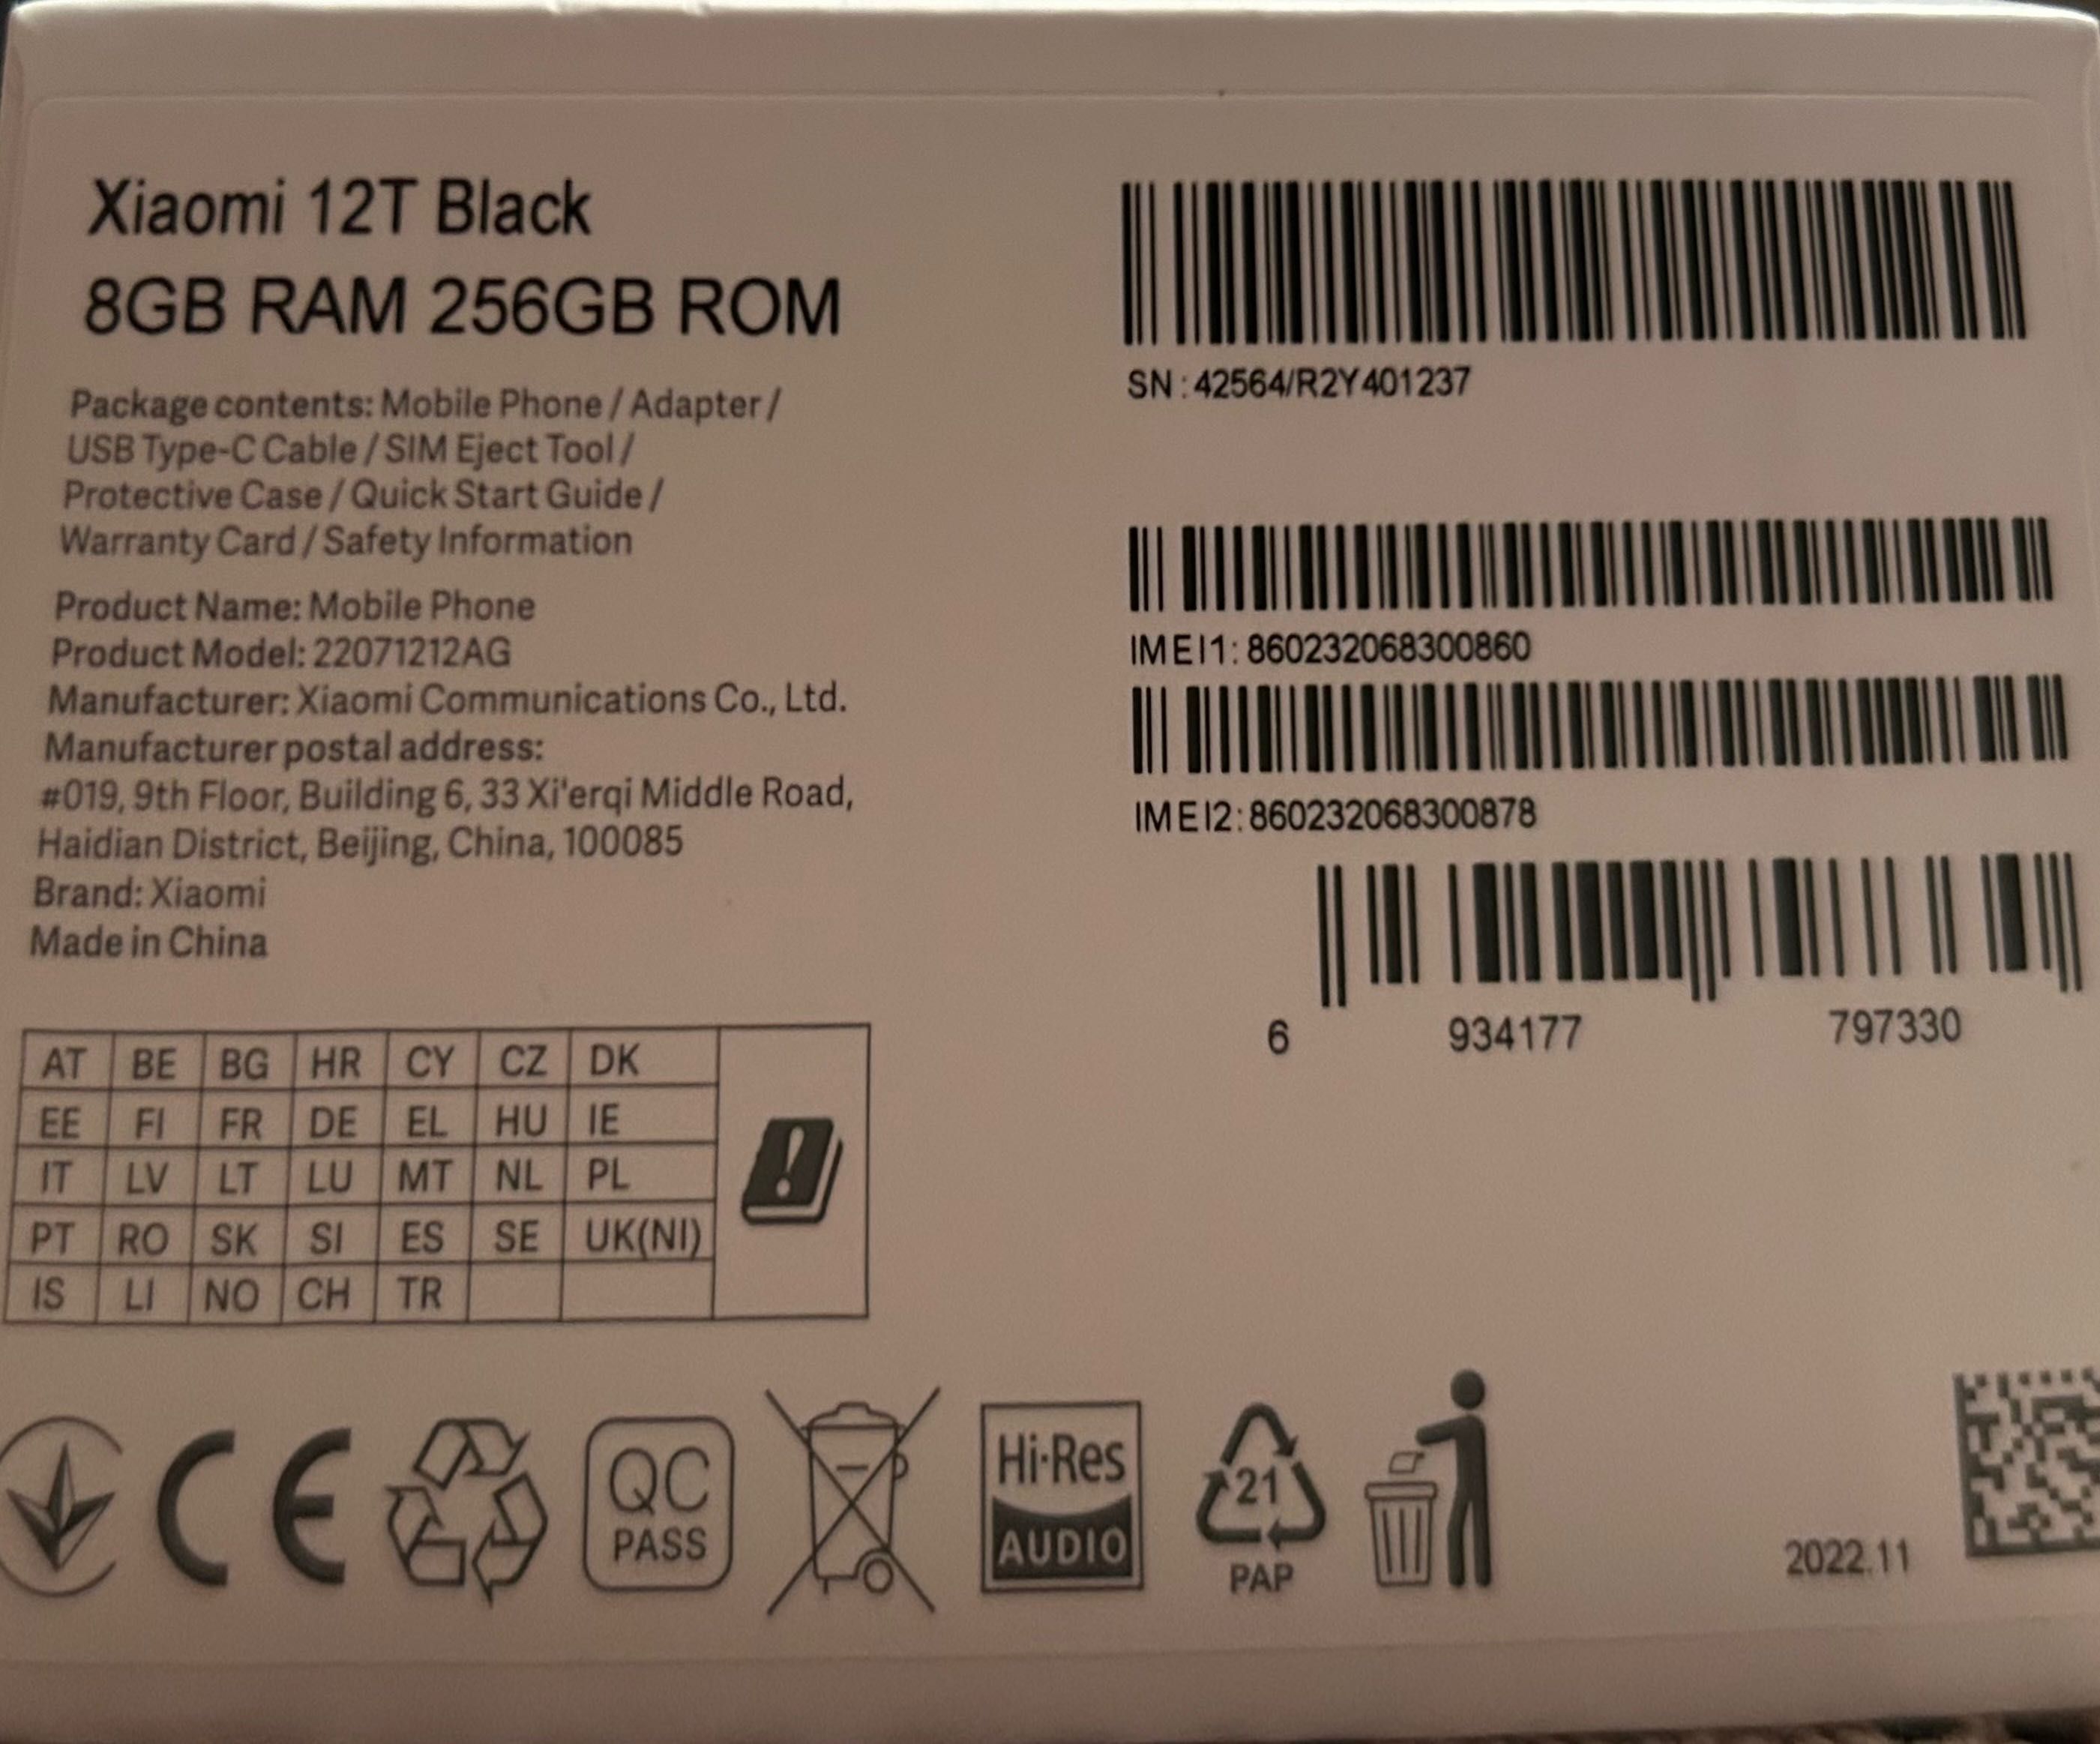 Xiaomi 12T Black
8GB RAM 256GB ROM
Package contents: Mobile Phone / Adapter /
USB Type-C Cable / SIM Eject Tool /
Protective Case / Quick Start Guide /
Warranty Card / Safety Information
Product Name: Mobile Phone
Product Model: 22071212AG
Manufacturer: Xiaomi Communications Co., Ltd.
Manufacturer postal address:
#019, 9th Floor, Building 6, 33 Xi'erqi Middle Road,
Haidian District, Beijing, China, 100085
Brand: Xiaomi
Made in China
SN:42564/R2Y401237
IMEI1:860232068300860
IMEI2:860232068300878
6 934177 797330
AT BE BG HR CY CZ DK
EE FI FR DE EL HU IE
IT LV LT LU MT NL PL
PT RO SK SI ES SE UK(NI)
IS LI NO CH TR
CE
QC
PASS
Hi-Res
AUDIO
21
PAP
2022.11